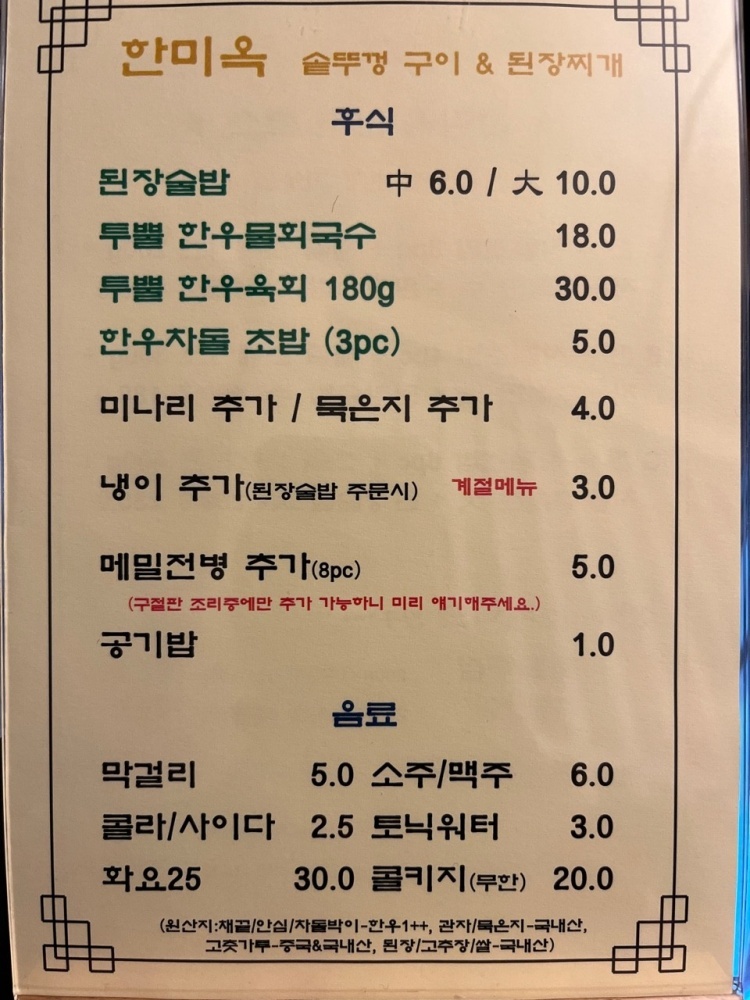 한미옥 솥뚜껑 구이 & 된장찌개
후식
된장술밥 中 6.0 / 大 10.0
투뿔 한우물회국수 18.0
투뿔 한우육회 180g 30.0
한우차돌 초밥 (3pc) 5.0
미나리 추가 / 묵은지 추가 4.0
냉이 추가(된장술밥 주문시) 계절메뉴 3.0
메밀전병 추가(8pc) 5.0
(구절판 조리중에만 추가 가능하니 미리 얘기해주세요.)
공기밥 1.0
음료
막걸리 5.0 소주/맥주 6.0
콜라/사이다 2.5 토닉워터 3.0
화요25 30.0 콜키지(무한) 20.0
(원산지:채끝/안심/차돌박이-한우1++, 관자/묵은지-국내산,
고춧가루-중국&국내산, 된장/고추장/쌀-국내산)